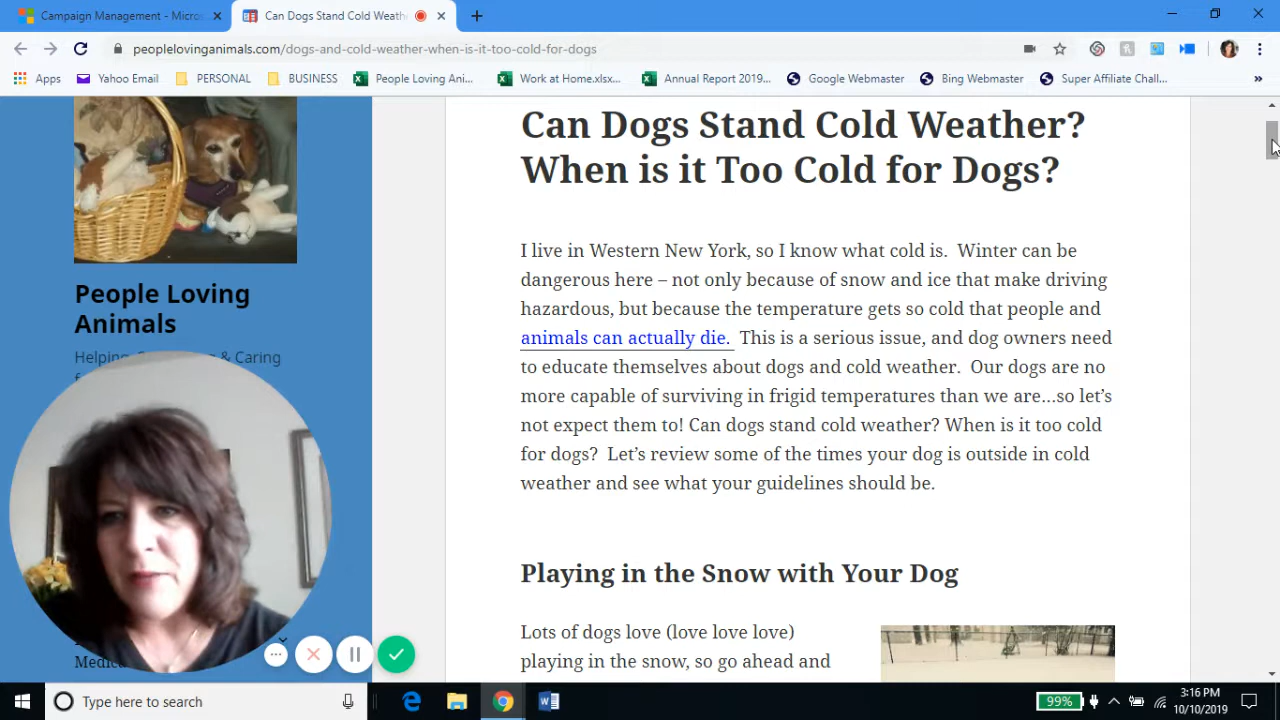 Campaign Management - Micros
Can Dogs Stand Cold Weathe
peoplelovinganimals.com/dogs-and-cold-weather-when-is-it-too-cold-for-dogs
Apps
Yahoo Email
PERSONAL
BUSINESS
People Loving Ani...
Work at Home.xlsx...
Annual Report 2019...
Google Webmaster
Bing Webmaster
Super Affiliate Chall...
»
People Loving
Animals
Helping & Caring
Medic
Can Dogs Stand Cold Weather?
When is it Too Cold for Dogs?
I live in Western New York, so I know what cold is. Winter can be
dangerous here – not only because of snow and ice that make driving
hazardous, but because the temperature gets so cold that people and
animals can actually die. This is a serious issue, and dog owners need
to educate themselves about dogs and cold weather. Our dogs are no
more capable of surviving in frigid temperatures than we are…so let’s
not expect them to! Can dogs stand cold weather? When is it too cold
for dogs? Let’s review some of the times your dog is outside in cold
weather and see what your guidelines should be.
Playing in the Snow with Your Dog
Lots of dogs love (love love love)
playing in the snow, so go ahead and
Type here to search
99%
3:16 PM
10/10/2019